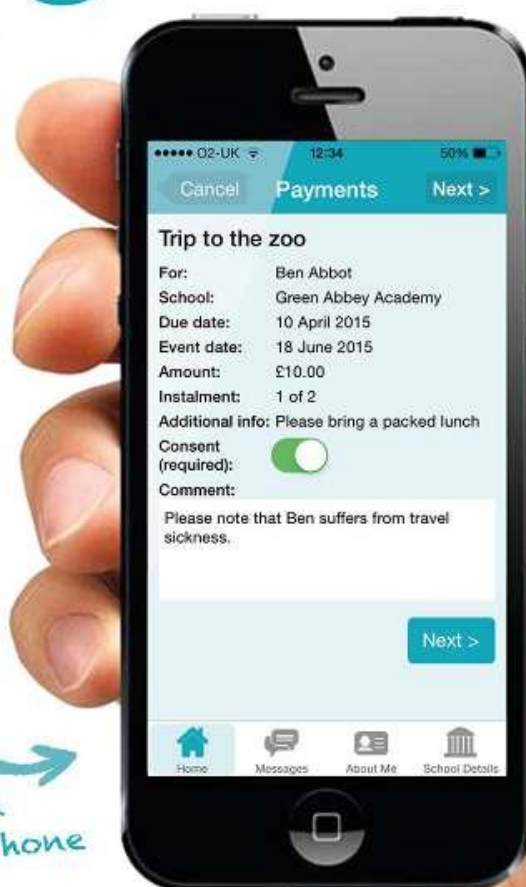 ●●●●● O2-UK 12:34 50%
Cancel Payments Next >
Trip to the zoo
For: Ben Abbot
School: Green Abbey Academy
Due date: 10 April 2015
Event date: 18 June 2015
Amount: £10.00
Instalment: 1 of 2
Additional info: Please bring a packed lunch
Consent
(required):
Comment:
Please note that Ben suffers from travel
sickness.
Next >
Home Messages About Me School Details
hone